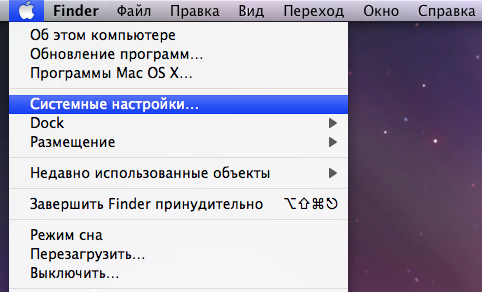 Finder Файл Правка Вид Переход Окно Справка
Об этом компьютере
Обновление программ...
Программы Mac OS X...
Системные настройки...
Dock
Размещение
Недавно использованные объекты
Завершить Finder принудительно ⌥⇧⌘⎋
Режим сна
Перезагрузить...
Выключить...